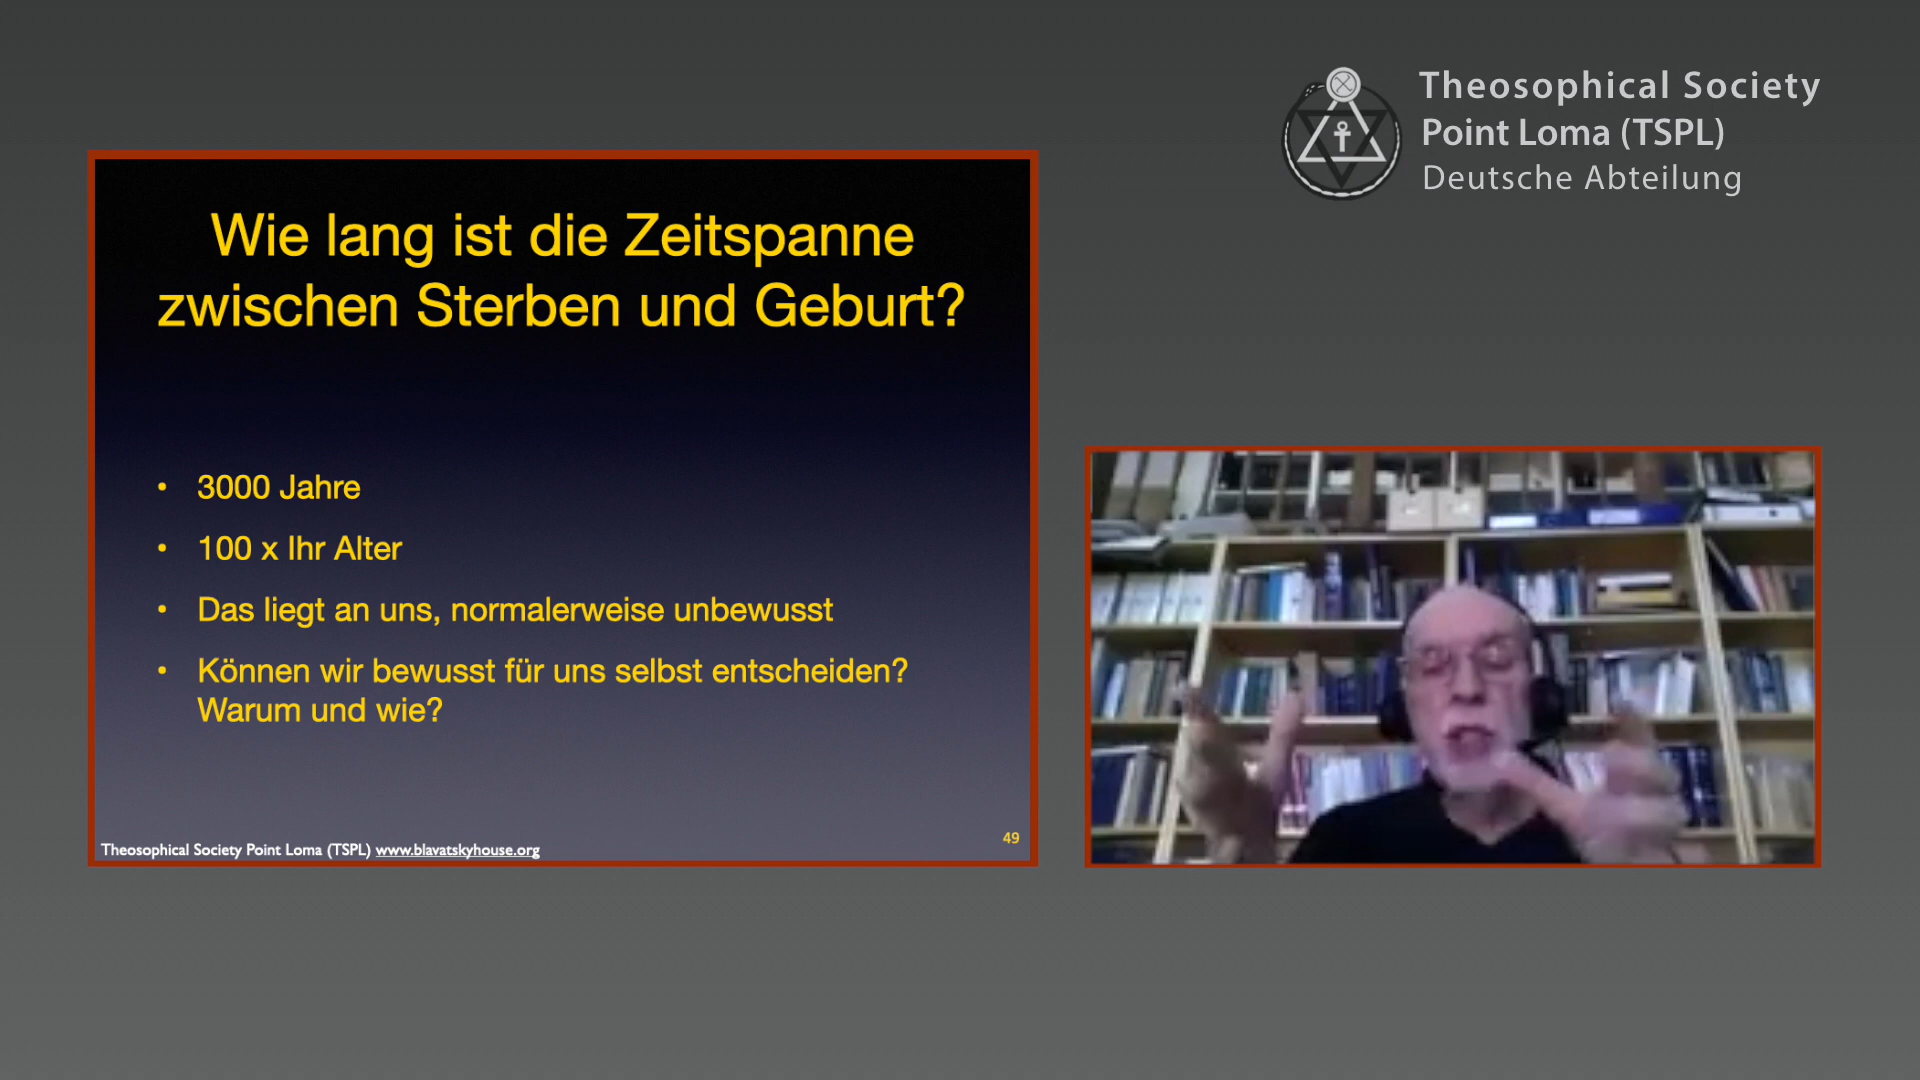 Theosophical Society
Point Loma (TSPL)
Deutsche Abteilung
Wie lang ist die Zeitspanne
zwischen Sterben und Geburt?
• 3000 Jahre
• 100 x Ihr Alter
• Das liegt an uns, normalerweise unbewusst
• Können wir bewusst für uns selbst entscheiden?
Warum und wie?
49
Theosophical Society Point Loma (TSPL) www.blavatskyhouse.org